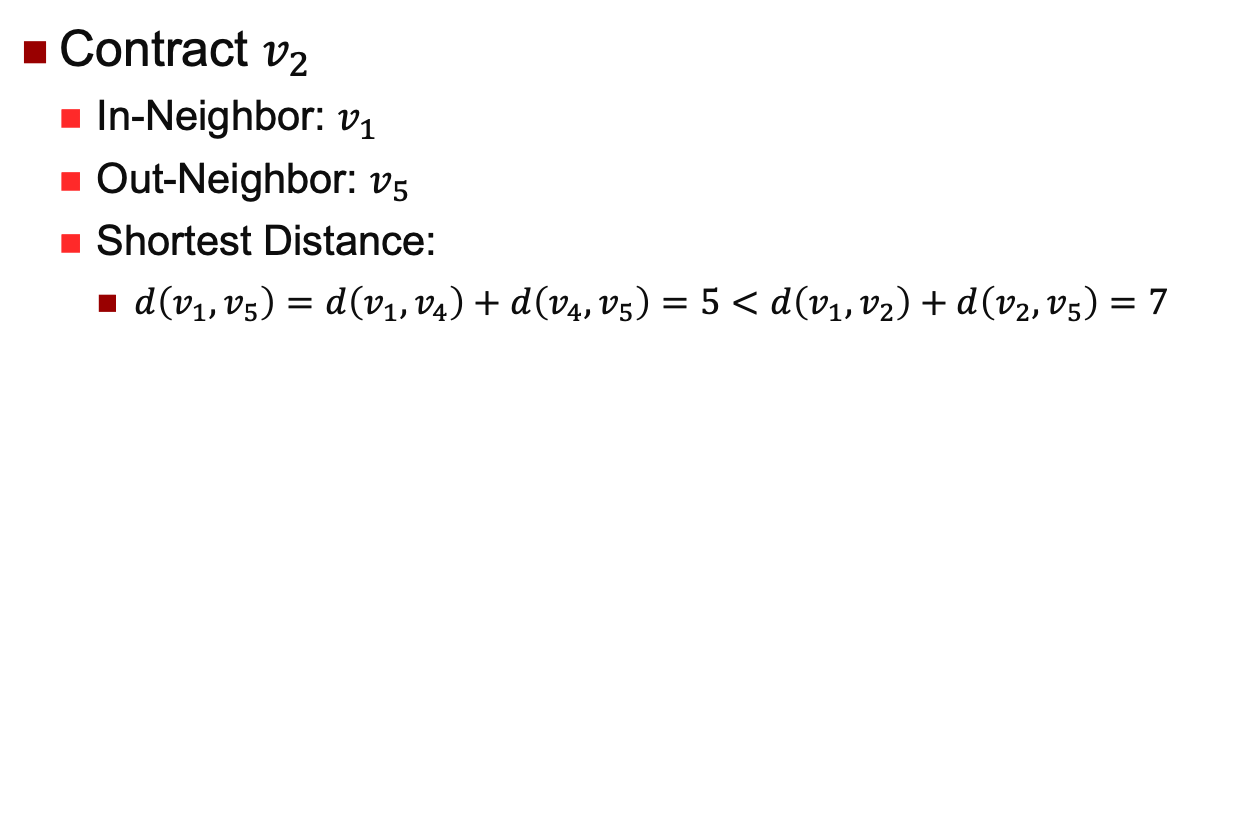 Contract 𝑣₂
In-Neighbor: 𝑣₁
Out-Neighbor: 𝑣₅
Shortest Distance:
𝑑(𝑣₁, 𝑣₅) = 𝑑(𝑣₁, 𝑣₄) + 𝑑(𝑣₄, 𝑣₅) = 5 < 𝑑(𝑣₁, 𝑣₂) + 𝑑(𝑣₂, 𝑣₅) = 7